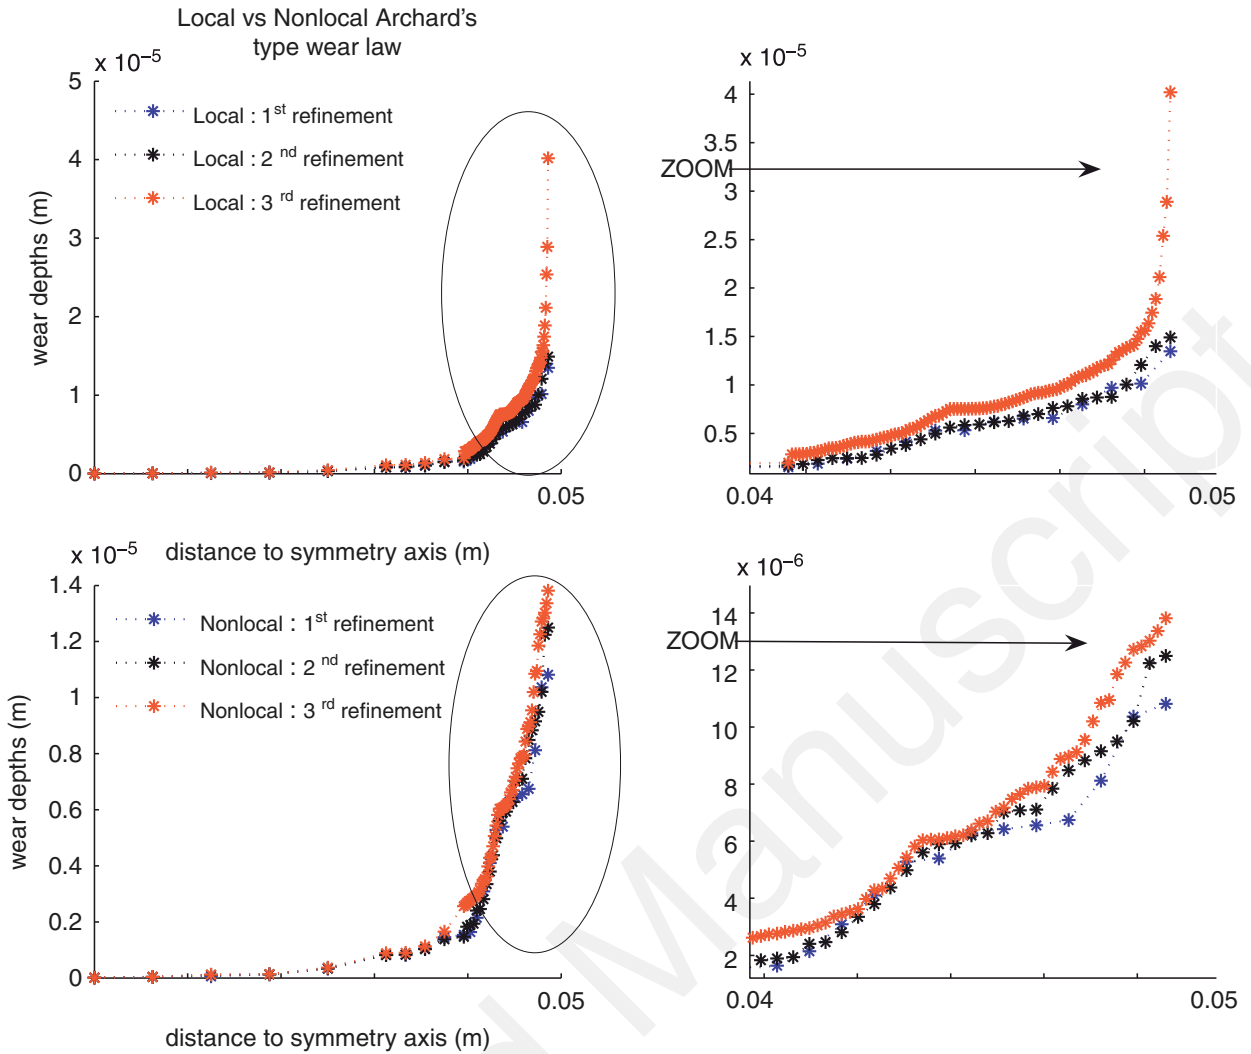 Local vs Nonlocal Archard's
type wear law
x 10⁻⁵
5
4
3
2
1
0
wear depths (m)
Local : 1ˢᵗ refinement
Local : 2 ⁿᵈ refinement
Local : 3 ʳᵈ refinement
0.05
distance to symmetry axis (m)
x 10⁻⁵
4
3.5
3
2.5
2
1.5
1
0.5
ZOOM
0.04
0.05
x 10⁻⁵
1.4
1.2
1
0.8
0.6
0.4
0.2
0
wear depths (m)
Nonlocal : 1ˢᵗ refinement
Nonlocal : 2 ⁿᵈ refinement
Nonlocal : 3 ʳᵈ refinement
0.05
distance to symmetry axis (m)
x 10⁻⁶
14
12
10
8
6
4
2
ZOOM
0.04
0.05
d Manuscript